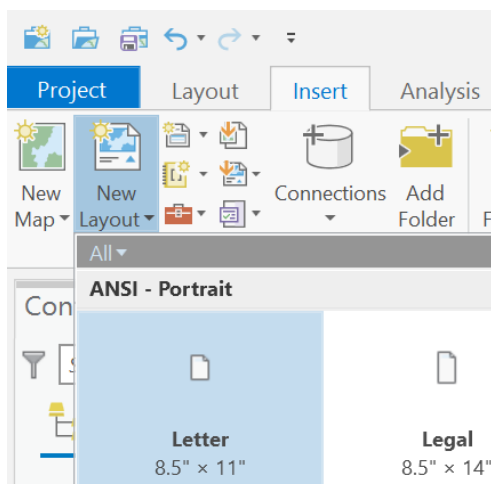 Project Layout Insert Analysis
New Map New Layout Connections Add Folder
All
ANSI - Portrait
Con
Letter Legal
8.5" × 11" 8.5" × 14"